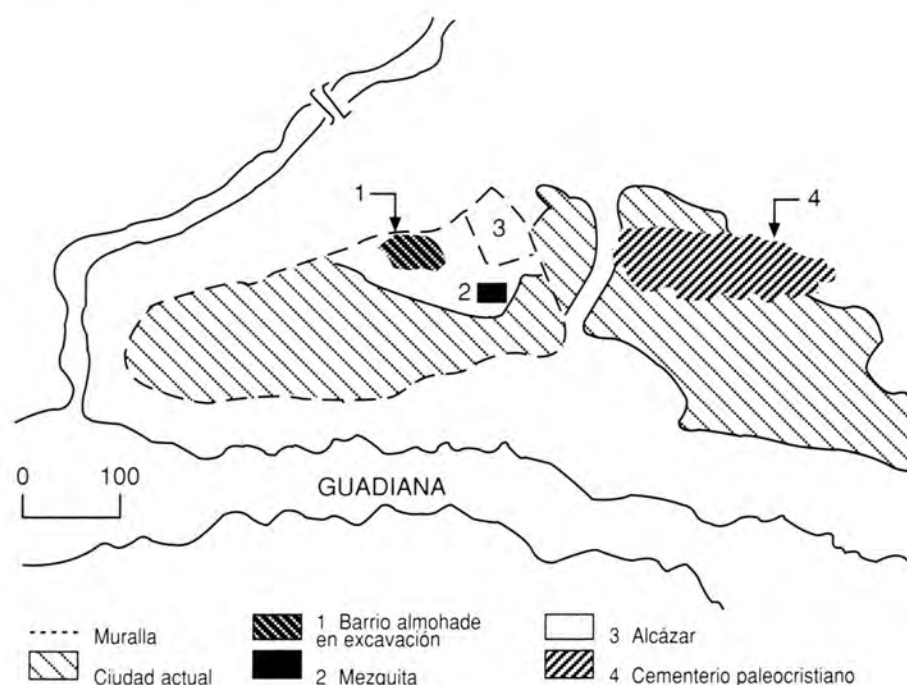 1
3
4
2
0 100
GUADIANA
Muralla
Ciudad actual
1 Barrio almohade
en excavación
2 Mezquita
3 Alcázar
4 Cementerio paleocristiano